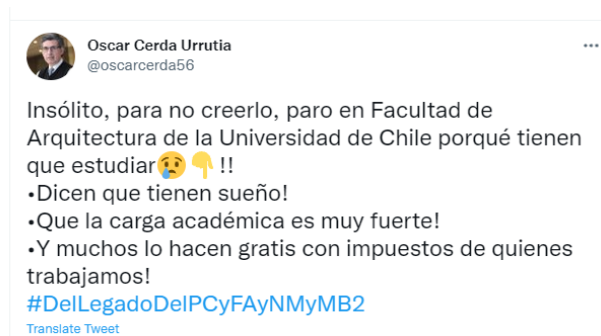 Oscar Cerda Urrutia
@oscarcerda56
Insólito, para no creerlo, paro en Facultad de
Arquitectura de la Universidad de Chile porqué tienen
que estudiar😢👇!!
•Dicen que tienen sueño!
•Que la carga académica es muy fuerte!
•Y muchos lo hacen gratis con impuestos de quienes
trabajamos!
#DelLegadoDelPCyFAyNMyMB2
Translate Tweet